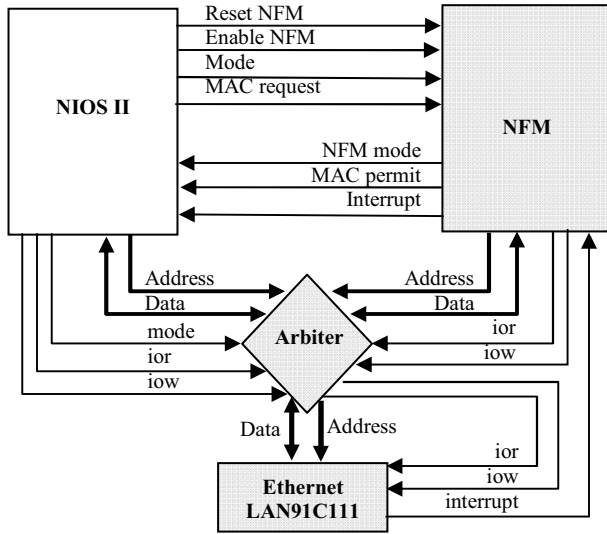 Reset NFM
Enable NFM
Mode
MAC request
NIOS II
NFM
NFM mode
MAC permit
Interrupt
Address
Address
Data
Data
mode
Arbiter
ior
ior
iow
iow
Data
Address
ior
iow
Ethernet
interrupt
LAN91C111